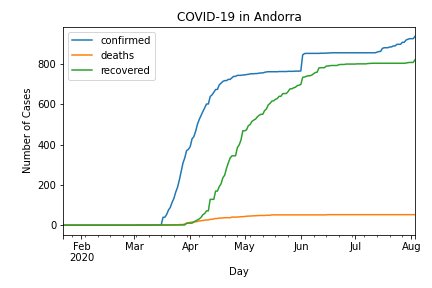 COVID-19 in Andorra
confirmed
deaths
recovered
Number of Cases
800
600
400
200
0
Feb
2020
Mar
Apr
May
Jun
Jul
Aug
Day